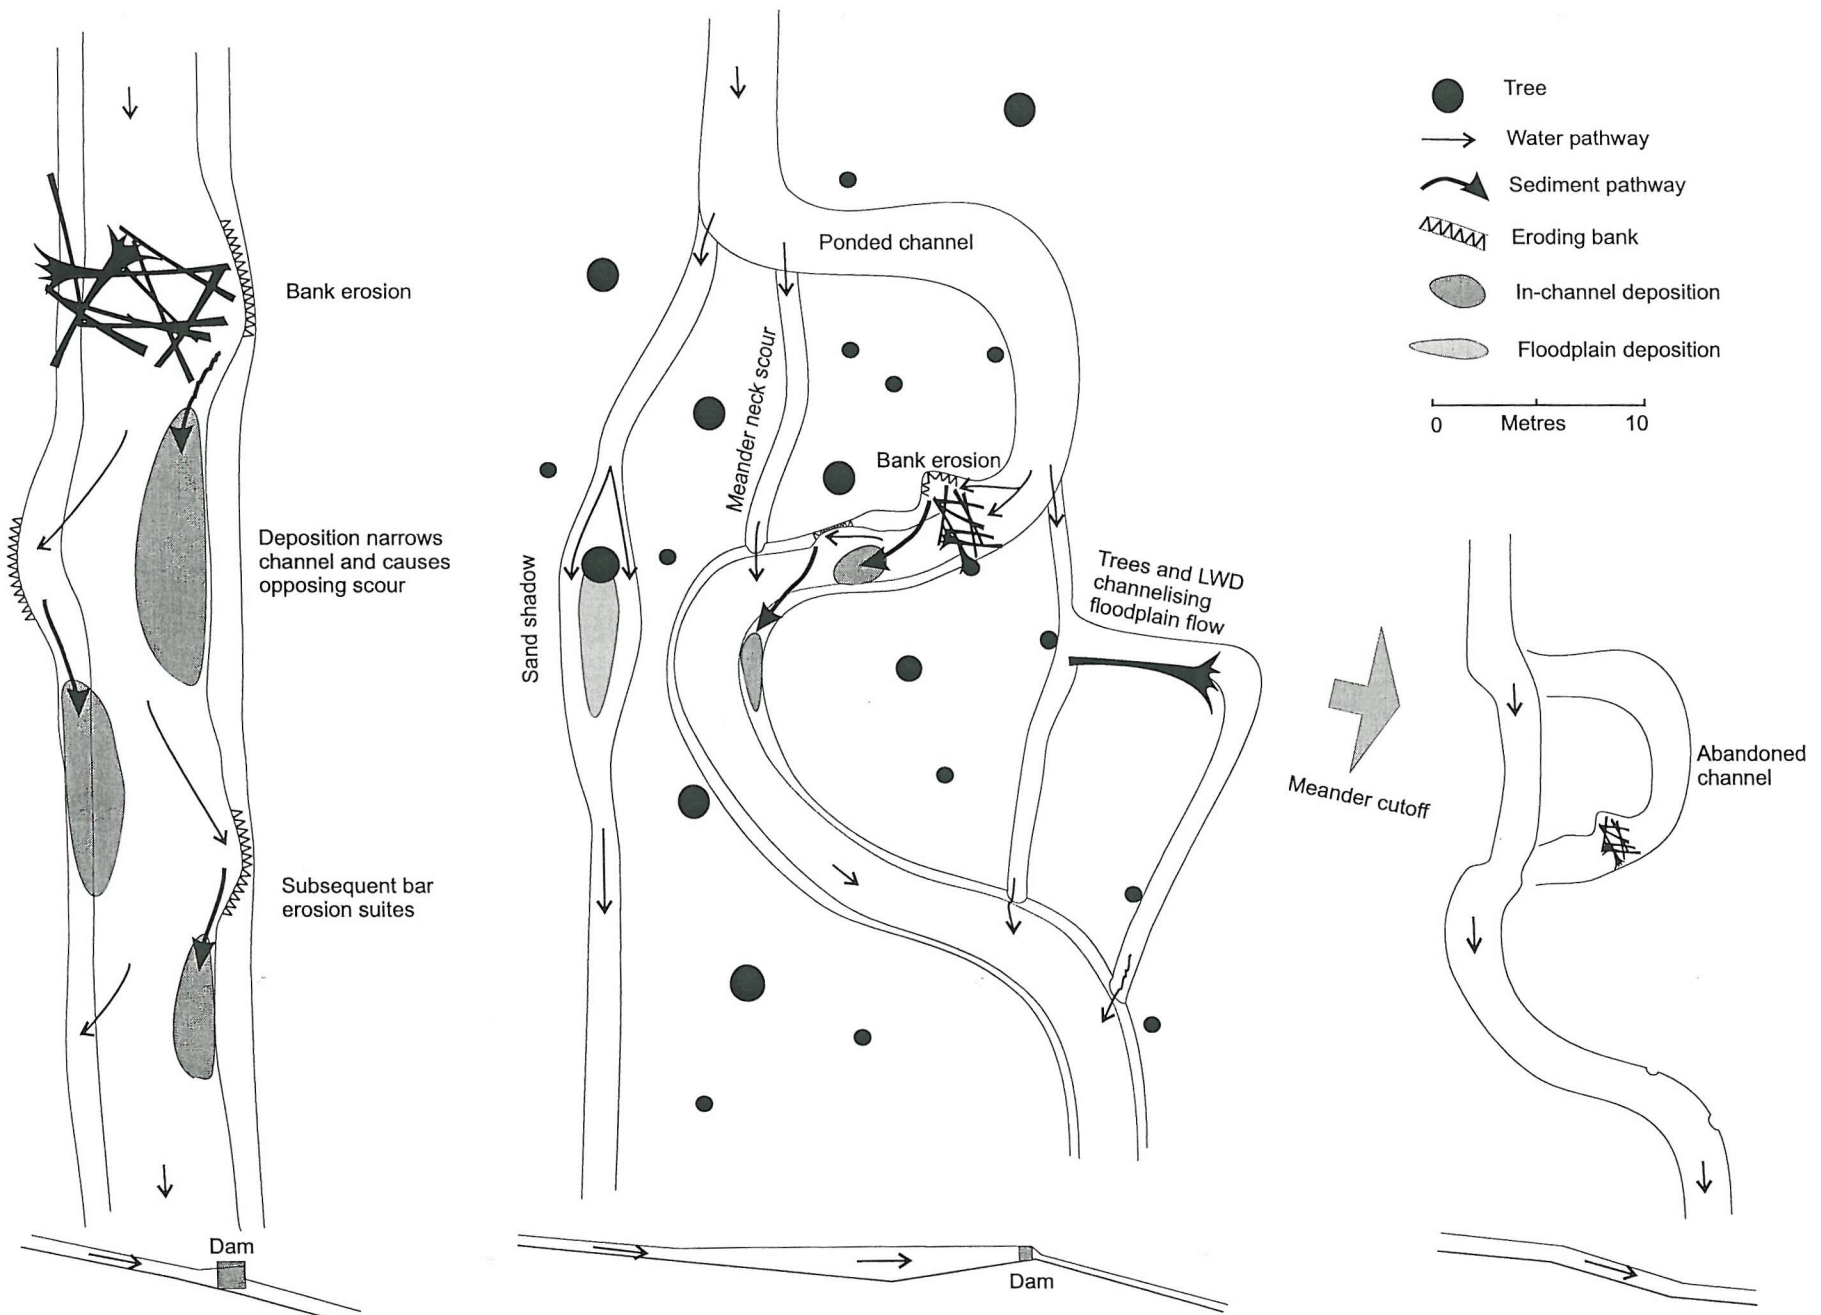 Bank erosion
Deposition narrows
channel and causes
opposing scour
Subsequent bar
erosion suites
Dam
Ponded channel
Meander neck scour
Bank erosion
Sand shadow
Trees and LWD
channelising
floodplain flow
Dam
Tree
Water pathway
Sediment pathway
Eroding bank
In-channel deposition
Floodplain deposition
0
Metres
10
Meander cutoff
Abandoned
channel